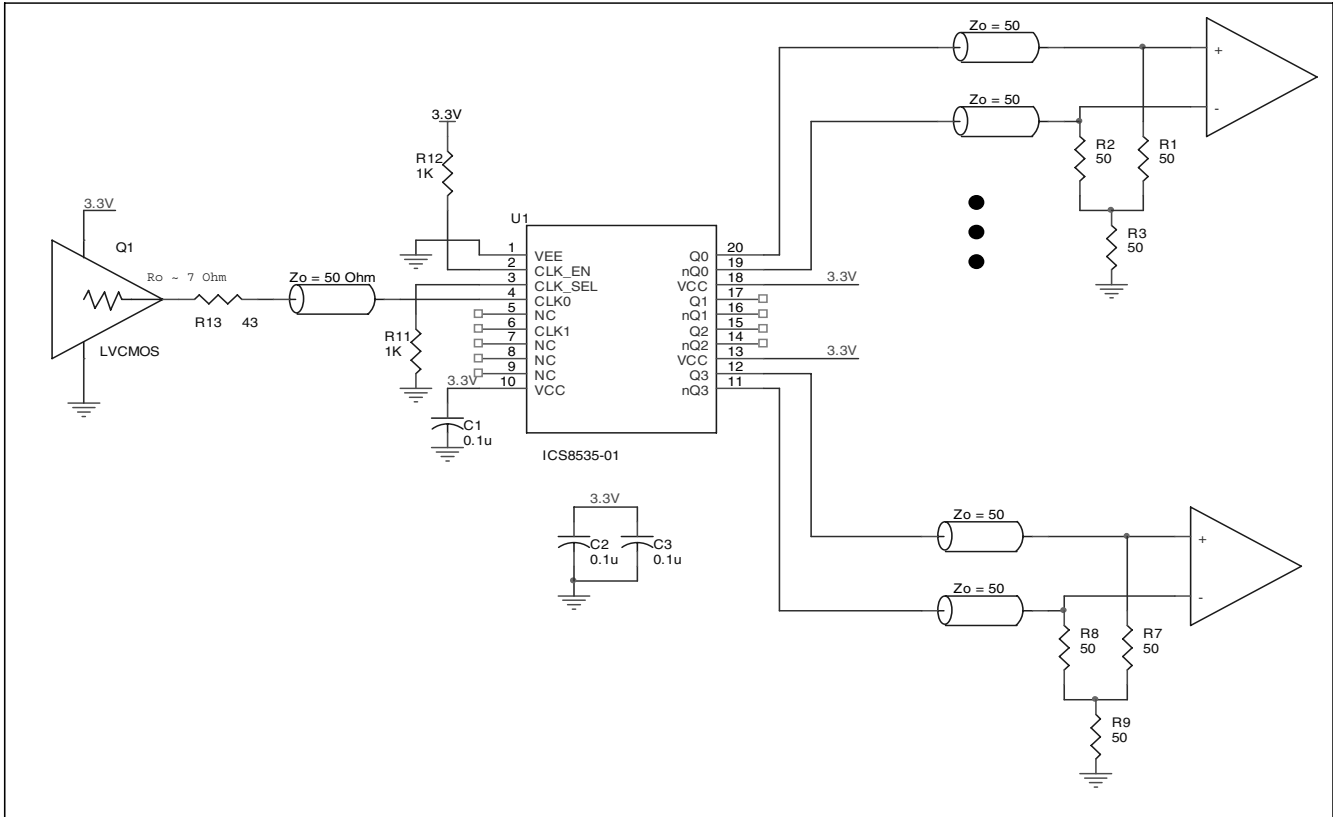 Zo = 50
+
-
Zo = 50
R2
50
R1
50
R3
50
3.3V
R12
1K
3.3V
Q1
Ro ~ 7 Ohm
R13 43
LVCMOS
Zo = 50 Ohm
R11
1K
U1
1 VEE
2 CLK_EN
3 CLK_SEL
4 CLK0
5 NC
6 CLK1
7 NC
8 NC
9 NC
10 VCC
3.3V
Q0 20
nQ0 19
VCC 18 3.3V
Q1 17
nQ1 16
Q2 15
nQ2 14
VCC 13 3.3V
Q3 12
nQ3 11
C1
0.1u
ICS8535-01
3.3V
C2
0.1u
C3
0.1u
Zo = 50
+
-
Zo = 50
R8
50
R7
50
R9
50